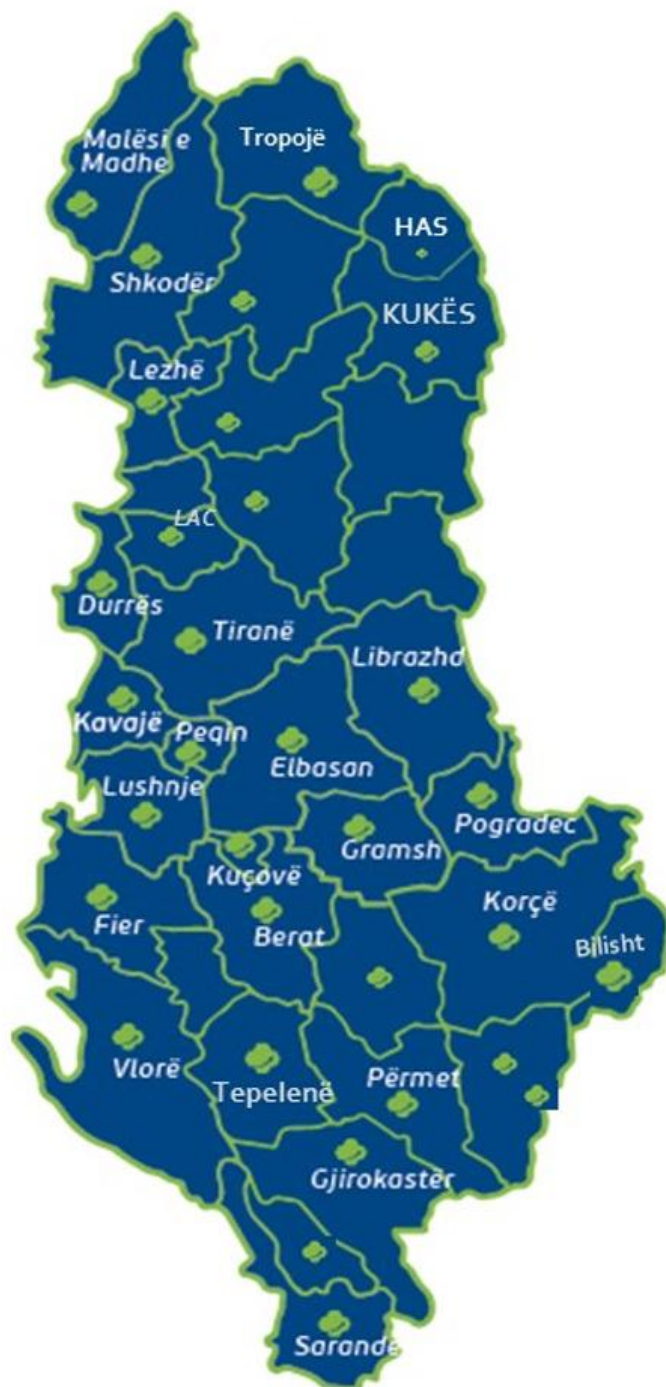 Malësi e
Madhe
Tropojë
HAS
Shkodër
KUKËS
Lezhë
LAC
Durrës
Tiranë
Librazhd
Kavajë
Peqin
Elbasan
Lushnje
Pogradec
Gramsh
Kuçovë
Korçë
Fier
Berat
Bilisht
Vlorë
Tepelenë
Përmet
Gjirokastër
Sarandë